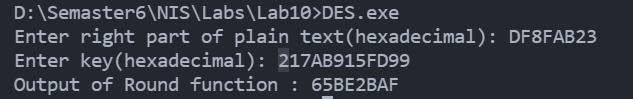 D:\Semaster6\NIS\Labs\Lab10>DES.exe
Enter right part of plain text(hexadecimal): DF8FAB23
Enter key(hexadecimal): 217AB915FD99
Output of Round function : 65BE2BAF